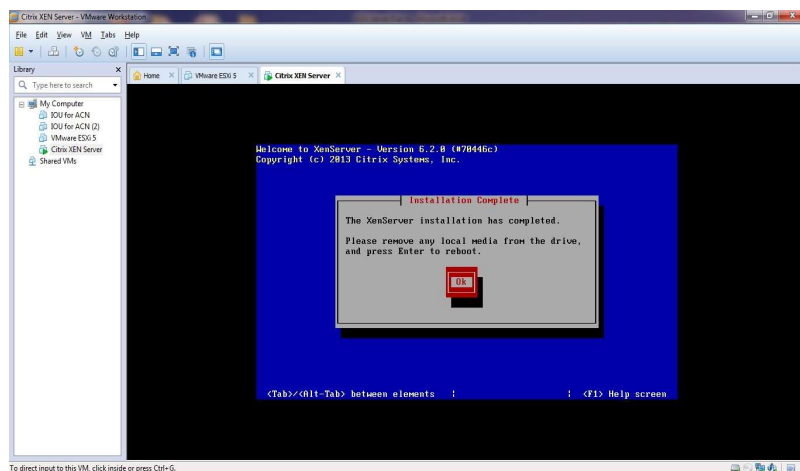 Citrix XEN Server - VMware Workstation
File Edit View VM Tabs Help
Library
Type here to search
My Computer
IOU for ACN
IOU for ACN (2)
VMware ESXi 5
Citrix XEN Server
Shared VMs
Home
VMware ESXi 5
Citrix XEN Server
Welcome to XenServer - Version 6.2.0 (#70446c)
Copyright (c) 2013 Citrix Systems, Inc.
Installation Complete
The XenServer installation has completed.
Please remove any local media from the drive,
and press Enter to reboot.
Ok
<Tab>/<Alt-Tab> between elements | | <F1> Help screen
To direct input to this VM, click inside or press Ctrl+G.